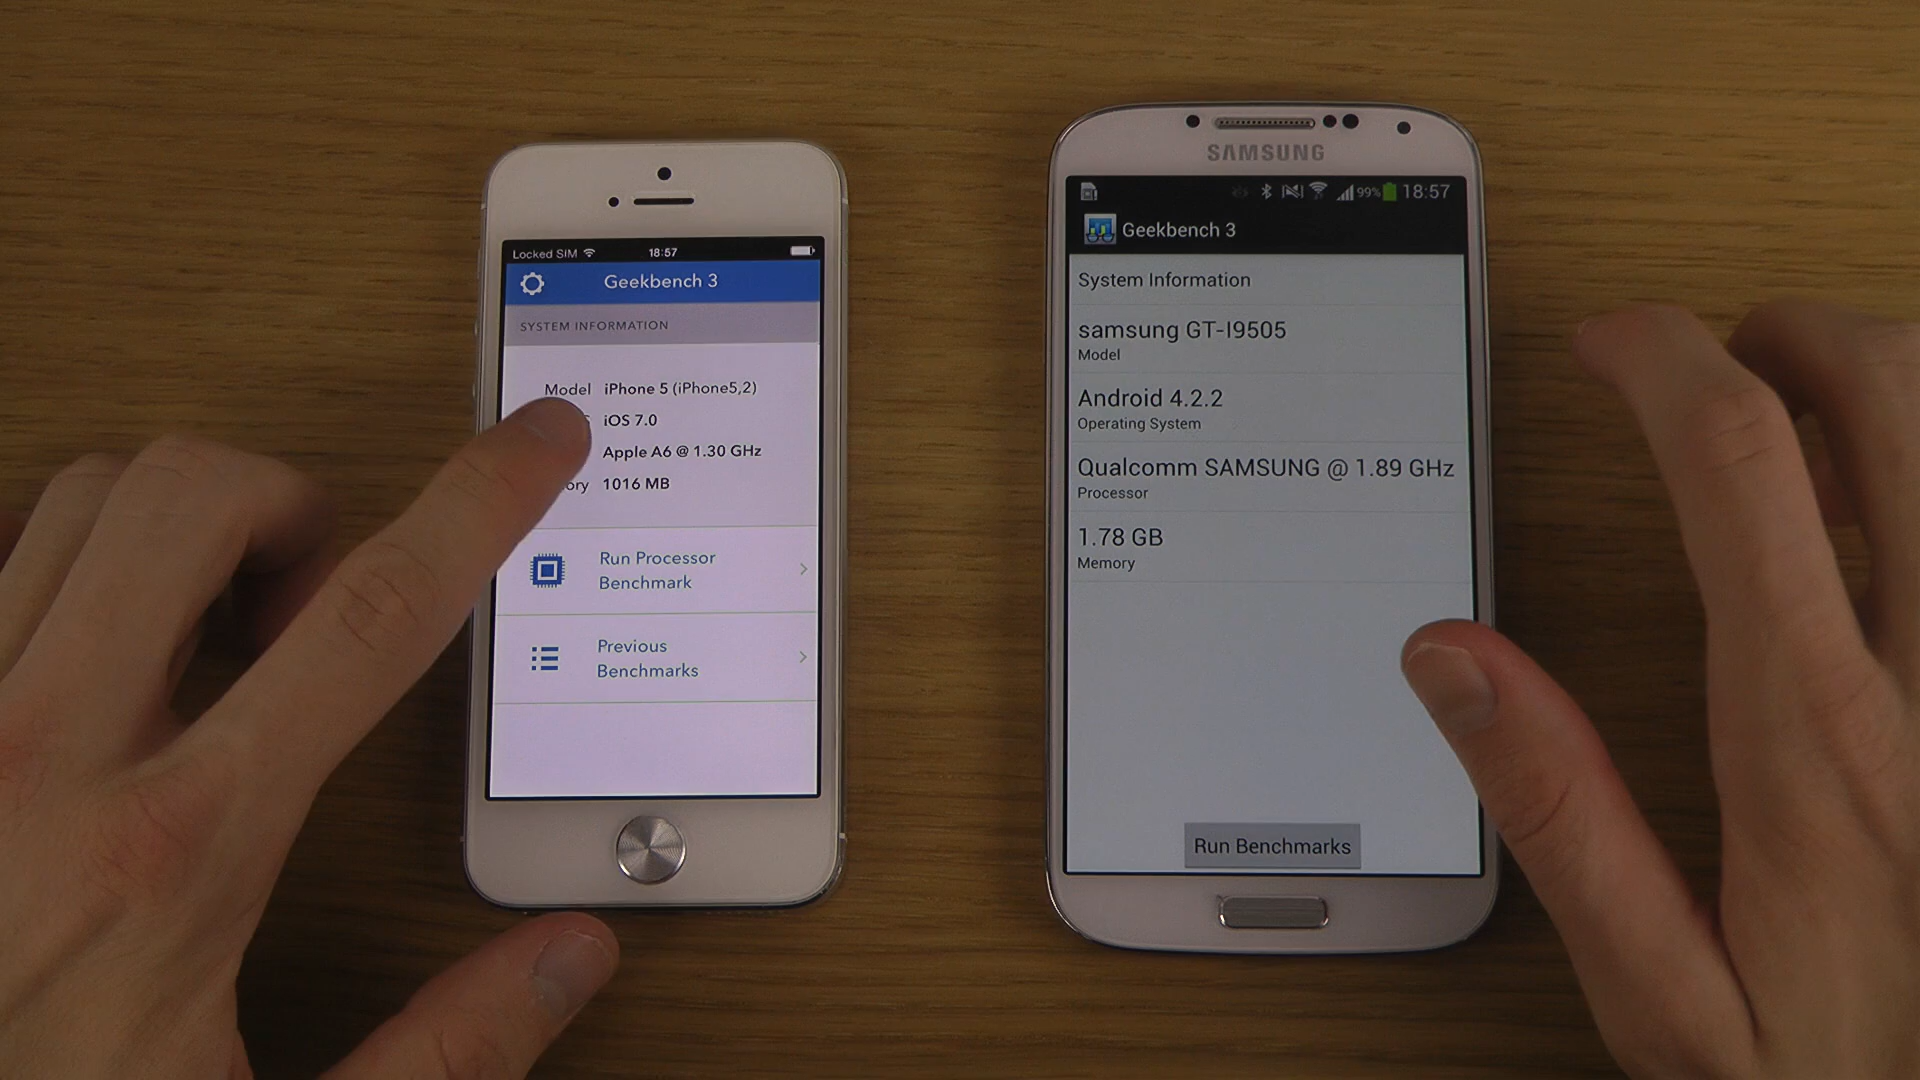 Locked SIM
18:57
Geekbench 3
SYSTEM INFORMATION
Model iPhone 5 (iPhone5,2)
iOS 7.0
Apple A6 @ 1.30 GHz
ory 1016 MB
Run Processor
Benchmark
Previous
Benchmarks
SAMSUNG
99% 18:57
Geekbench 3
System Information
samsung GT-I9505
Model
Android 4.2.2
Operating System
Qualcomm SAMSUNG @ 1.89 GHz
Processor
1.78 GB
Memory
Run Benchmarks